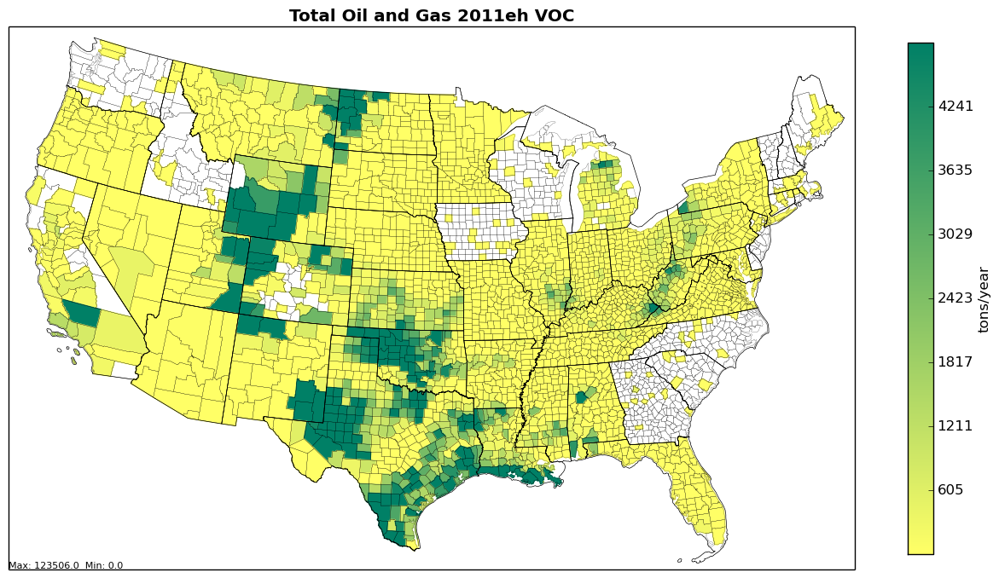 Total Oil and Gas 2011eh VOC
4241
3635
3029
2423
1817
1211
605
tons/year
Max: 123506.0 Min: 0.0